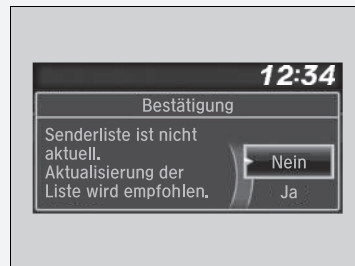 12:34
Bestätigung
Senderliste ist nicht
aktuell.
Aktualisierung der
Liste wird empfohlen.
Nein
Ja